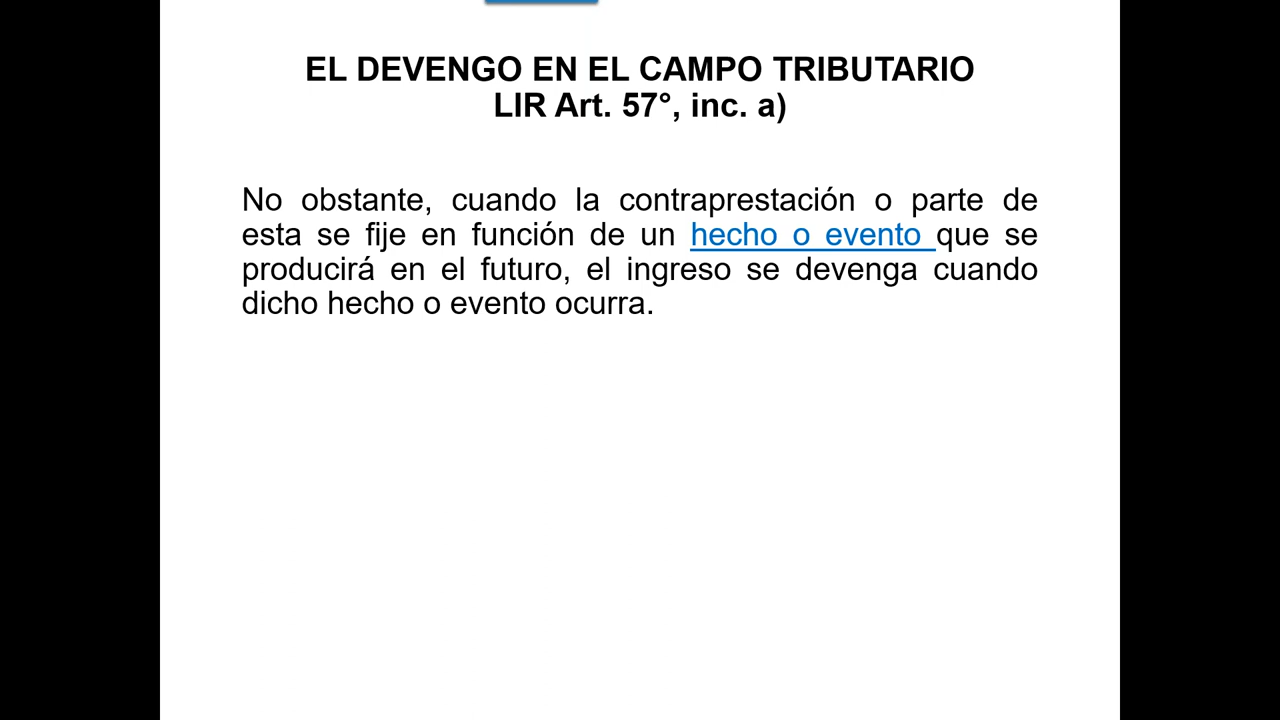 EL DEVENGO EN EL CAMPO TRIBUTARIO
LIR Art. 57°, inc. a)
No obstante, cuando la contraprestación o parte de
esta se fije en función de un hecho o evento que se
producirá en el futuro, el ingreso se devenga cuando
dicho hecho o evento ocurra.